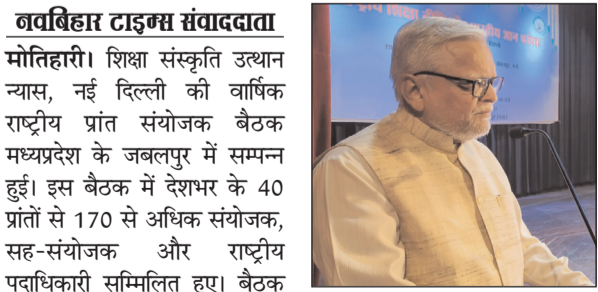 नवबिहार टाइम्स संवाददाता
मोतिहारी। शिक्षा संस्कृति उत्थान
न्यास, नई दिल्ली की वार्षिक
राष्ट्रीय प्रांत संयोजक बैठक
मध्यप्रदेश के जबलपुर में सम्पन्न
हुई। इस बैठक में देशभर के 40
प्रांतों से 170 से अधिक संयोजक,
सह-संयोजक और राष्ट्रीय
पदाधिकारी सम्मिलित हुए। बैठक